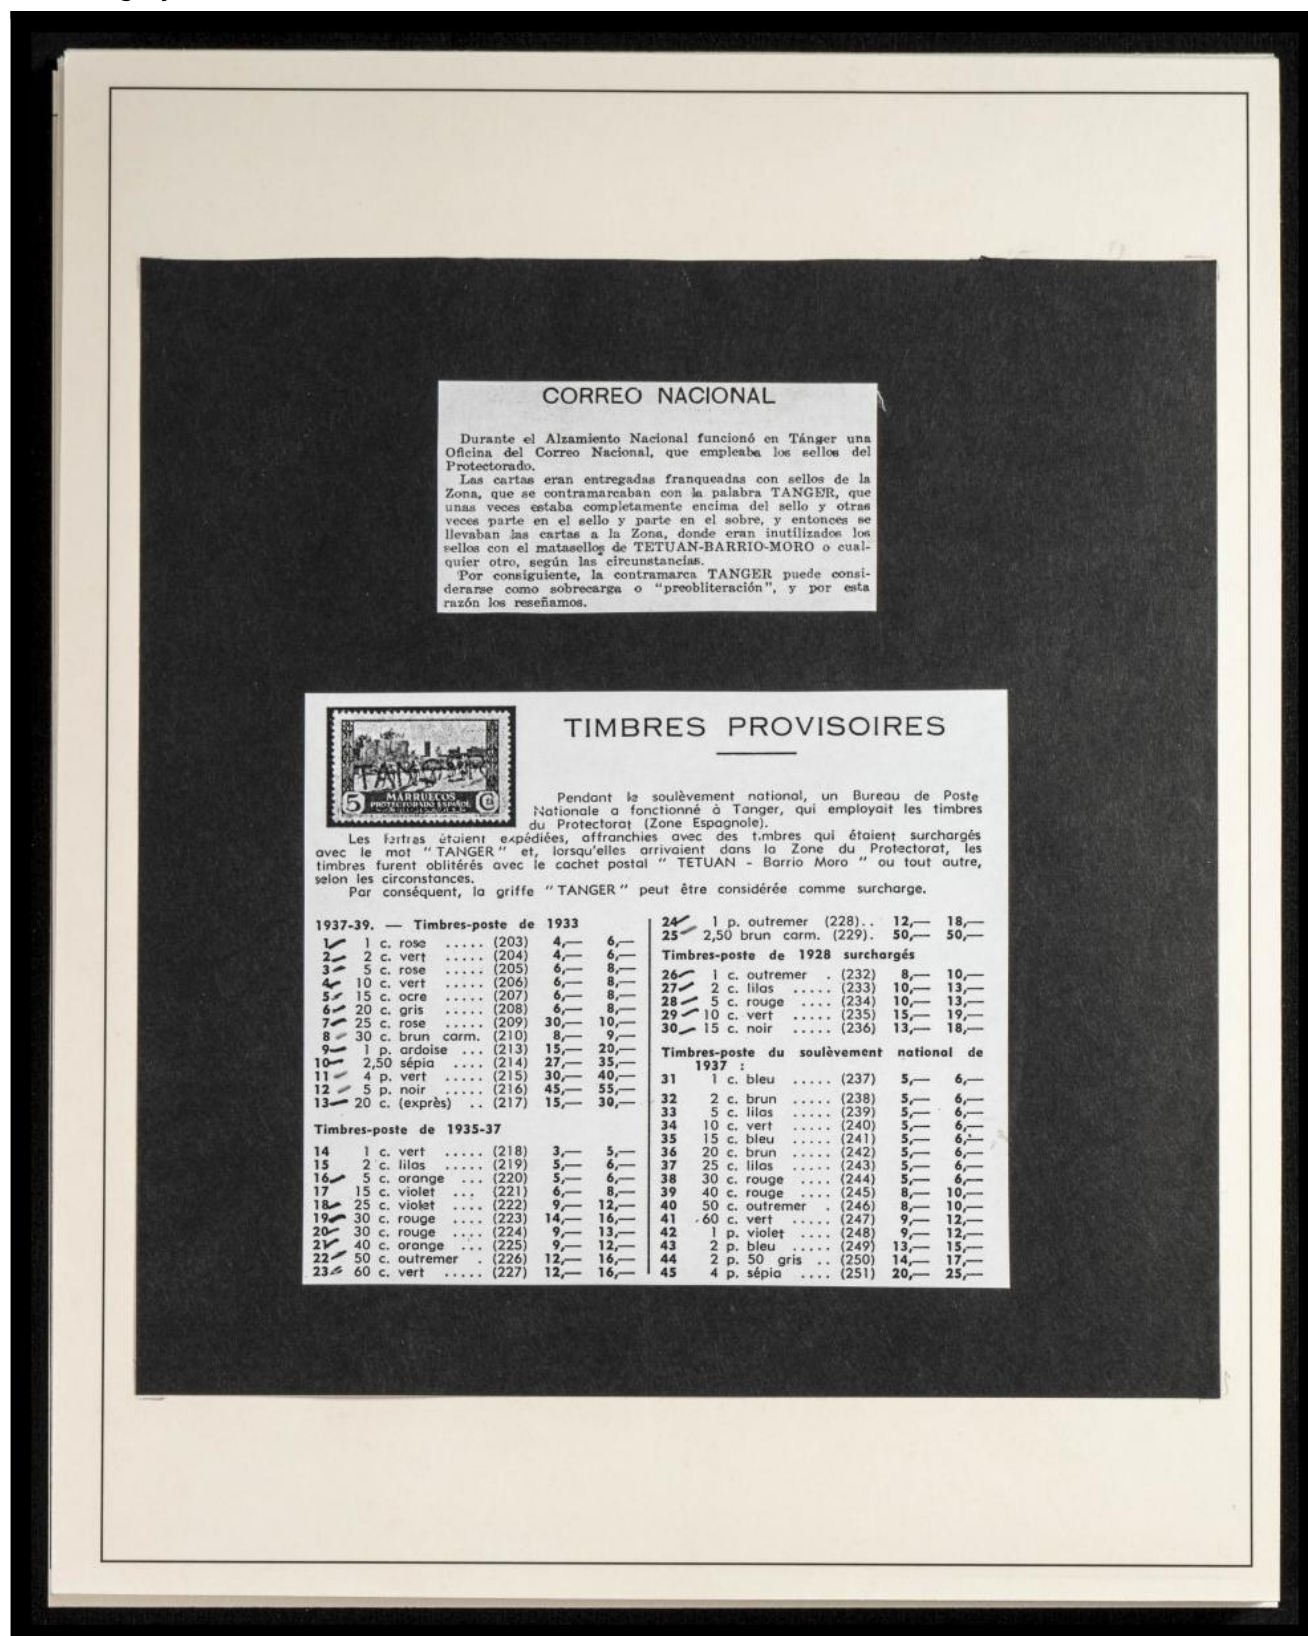 CORREO NACIONAL
Durante el Alzamiento Nacional funcionó en Tánger una
Oficina del Correo Nacional, que empleaba los sellos del
Protectorado.
Las cartas eran entregadas franqueadas con sellos de la
Zona, que se contramarcaban con la palabra TANGER, que
unas veces estaba completamente encima del sello y otras
veces parte en el sello y parte en el sobre, y entonces se
llevaban las cartas a la Zona, donde eran inutilizados los
sellos con el matasellos de TETUAN-BARRIO-MORO o cual-
quier otro, según las circunstancias.
Por consiguiente, la contramarca TANGER puede consi-
derarse como sobrecarga o "preobliteración", y por esta
razón los reseñamos.
TANGER
5 MARRUECOS
PROTECTORADO ESPAÑOL
TIMBRES PROVISOIRES
Pendant le soulèvement national, un Bureau de Poste
Nationale a fonctionné à Tanger, qui employait les timbres
du Protectorat (Zone Espagnole).
Les lettres étaient expédiées, affranchies avec des timbres qui étaient surchargés
avec le mot "TANGER" et, lorsqu'elles arrivaient dans la Zone du Protectorat, les
timbres furent oblitérés avec le cachet postal "TETUAN - Barrio Moro" ou tout autre,
selon les circonstances.
Par conséquent, la griffe "TANGER" peut être considérée comme surcharge.
1937-39. — Timbres-poste de 1933
1 1 c. rose ..... (203) 4,— 6,—
2 2 c. vert ..... (204) 4,— 6,—
3 5 c. rose ..... (205) 6,— 8,—
4 10 c. vert ..... (206) 6,— 8,—
5 15 c. ocre ..... (207) 6,— 8,—
6 20 c. gris ..... (208) 6,— 8,—
7 25 c. rose ..... (209) 30,— 10,—
8 30 c. brun carm. (210) 8,— 9,—
9 1 p. ardoise ... (213) 15,— 20,—
10 2,50 sépia .... (214) 27,— 35,—
11 4 p. vert ..... (215) 30,— 40,—
12 5 p. noir ..... (216) 45,— 55,—
13 20 c. (exprès) .. (217) 15,— 30,—
Timbres-poste de 1935-37
14 1 c. vert ..... (218) 3,— 5,—
15 2 c. lilas ..... (219) 5,— 6,—
16 5 c. orange ... (220) 5,— 6,—
17 15 c. violet ... (221) 6,— 8,—
18 25 c. violet .... (222) 9,— 12,—
19 30 c. rouge .... (223) 14,— 16,—
20 30 c. rouge .... (224) 9,— 13,—
21 40 c. orange ... (225) 9,— 12,—
22 50 c. outremer . (226) 12,— 16,—
23 60 c. vert ..... (227) 12,— 16,—
24 1 p. outremer (228).. 12,— 18,—
25 2,50 brun carm. (229). 50,— 50,—
Timbres-poste de 1928 surchargés
26 1 c. outremer . (232) 8,— 10,—
27 2 c. lilas ..... (233) 10,— 13,—
28 5 c. rouge .... (234) 10,— 13,—
29 10 c. vert ..... (235) 15,— 19,—
30 15 c. noir ..... (236) 13,— 18,—
Timbres-poste du soulèvement national de
1937 :
31 1 c. bleu ..... (237) 5,— 6,—
32 2 c. brun ..... (238) 5,— 6,—
33 5 c. lilas ..... (239) 5,— 6,—
34 10 c. vert ..... (240) 5,— 6,—
35 15 c. bleu ..... (241) 5,— 6,—
36 20 c. brun ..... (242) 5,— 6,—
37 25 c. lilas ..... (243) 5,— 6,—
38 30 c. rouge .... (244) 5,— 6,—
39 40 c. rouge .... (245) 8,— 10,—
40 50 c. outremer . (246) 8,— 10,—
41 60 c. vert ..... (247) 9,— 12,—
42 1 p. violet .... (248) 9,— 12,—
43 2 p. bleu ..... (249) 13,— 15,—
44 2 p. 50 gris .. (250) 14,— 17,—
45 4 p. sépia .... (251) 20,— 25,—